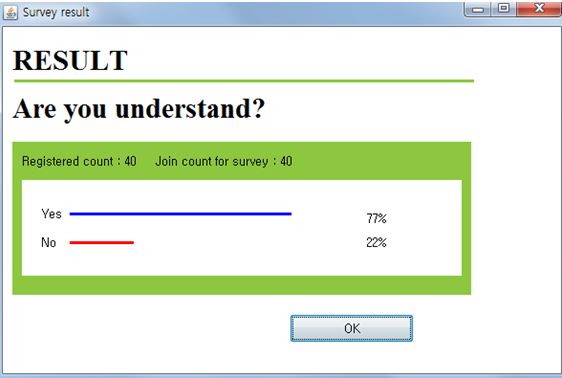 Survey result
RESULT
Are you understand?
Registered count : 40 Join count for survey : 40
Yes 77%
No 22%
OK